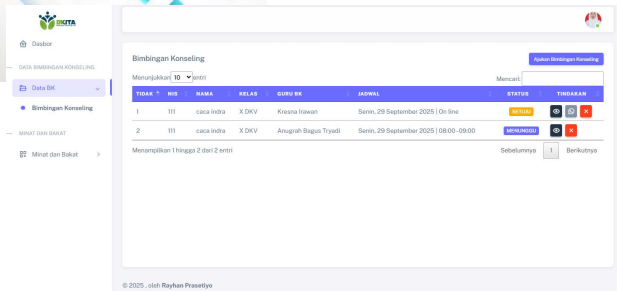 BKITA
Dasbor
DATA BIMBINGAN KONSELING
Data BK
Bimbingan Konseling
MINAT DAN BAKAT
Minat dan Bakat
Bimbingan Konseling
Ajukan Bimbingan Konseling
Menunjukkan 10 entri
Mencari:
TIDAK NIS NAMA KELAS GURU BK JADWAL STATUS TINDAKAN
1 111 caca indra X DKV Kresna Irawan Senin, 29 September 2025 | On line SETUJU
2 111 caca indra X DKV Anugrah Bagus Tryadi Senin, 29 September 2025 | 08:00-09:00 MENUNGGU
Menampilkan 1 hingga 2 dari 2 entri
Sebelumnya 1 Berikutnya
© 2025 , oleh Rayhan Prasetiyo